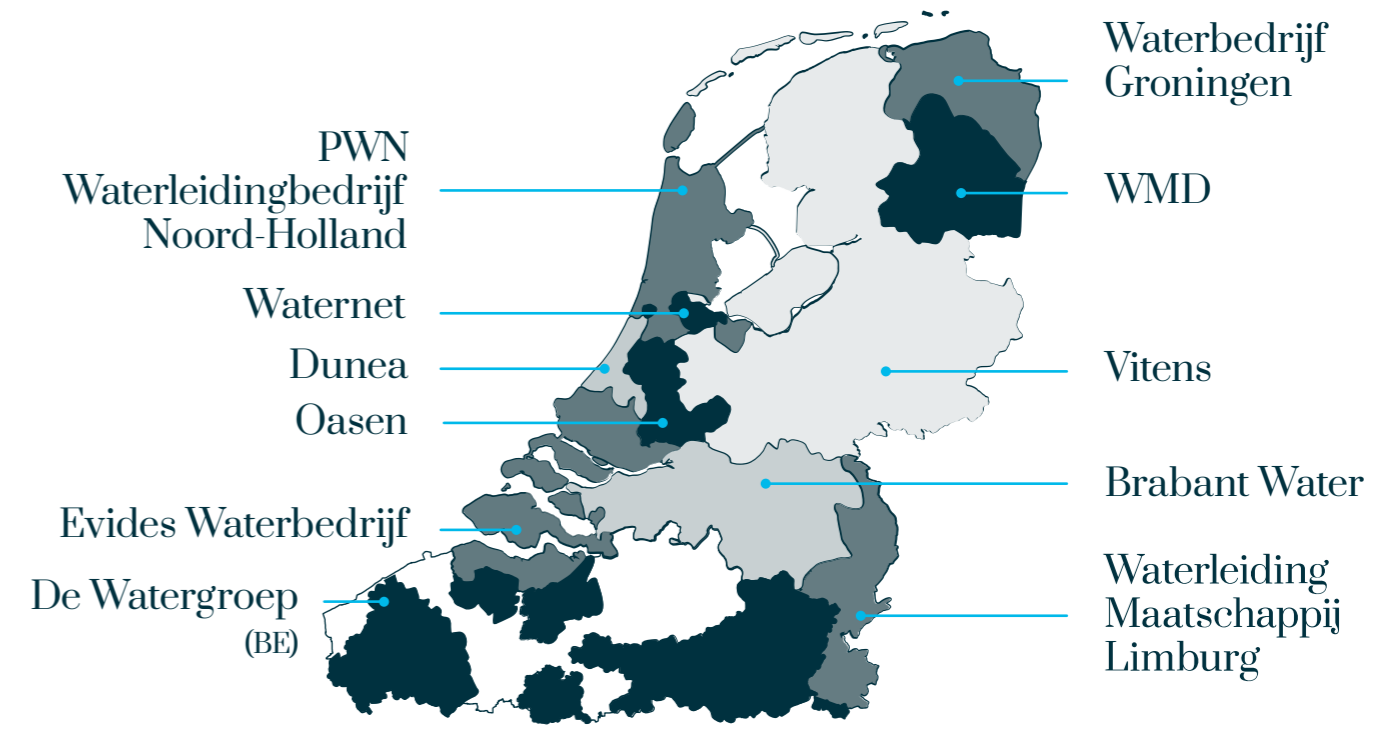 PWN
Waterleidingbedrijf
Noord-Holland
Waternet
Dunea
Oasen
Evides Waterbedrijf
De Watergroep
(BE)
Waterbedrijf
Groningen
WMD
Vitens
Brabant Water
Waterleiding
Maatschappij
Limburg